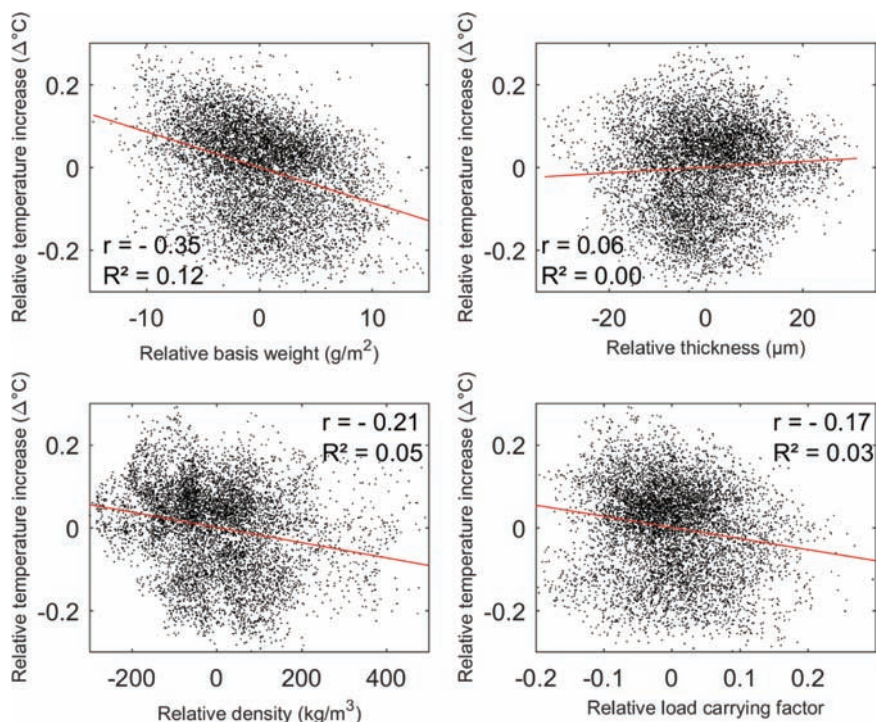 Relative temperature increase (Δ°C)
0.2
0
-0.2
r = - 0.35
R² = 0.12
-10 0 10
Relative basis weight (g/m²)
Relative temperature increase (Δ°C)
0.2
0
-0.2
r = 0.06
R² = 0.00
-20 0 20
Relative thickness (µm)
Relative temperature increase (Δ°C)
0.2
0
-0.2
r = - 0.21
R² = 0.05
-200 0 200 400
Relative density (kg/m³)
Relative temperature increase (Δ°C)
0.2
0
-0.2
r = - 0.17
R² = 0.03
-0.2 -0.1 0 0.1 0.2
Relative load carrying factor